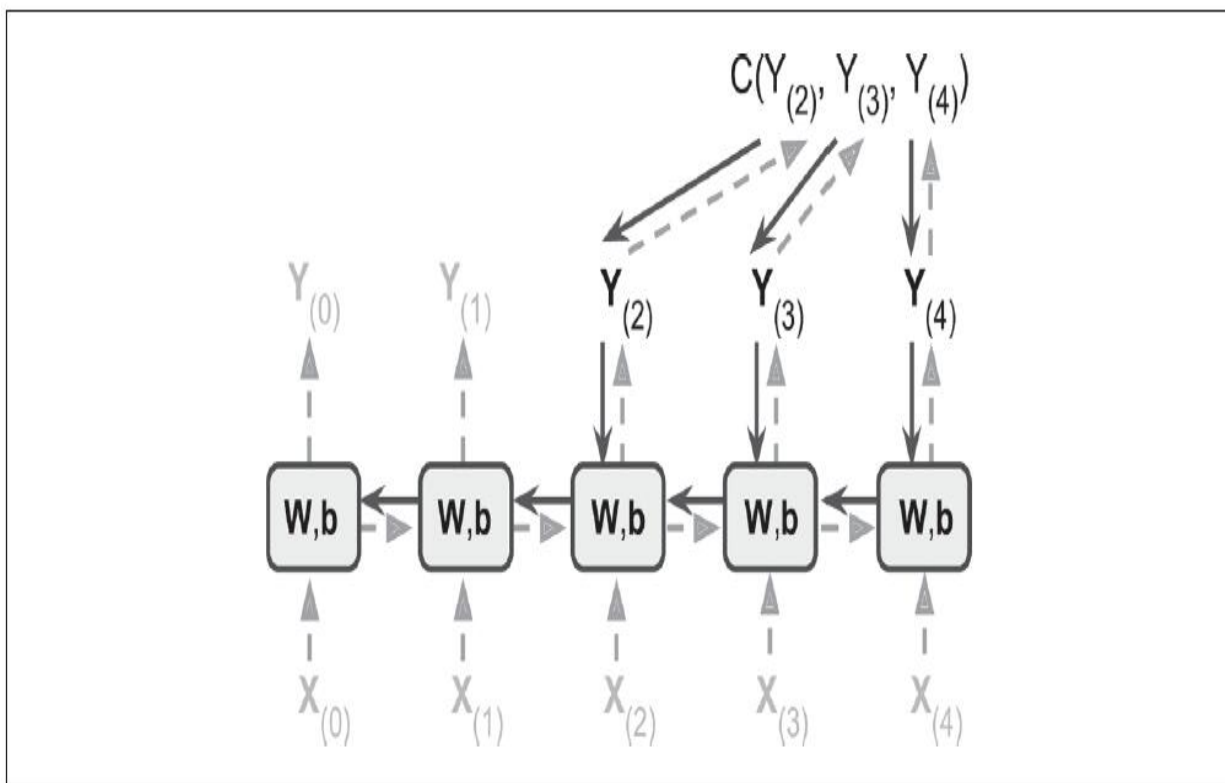 C(Y(2), Y(3), Y(4))
Y(0) Y(1) Y(2) Y(3) Y(4)
W,b W,b W,b W,b W,b
X(0) X(1) X(2) X(3) X(4)